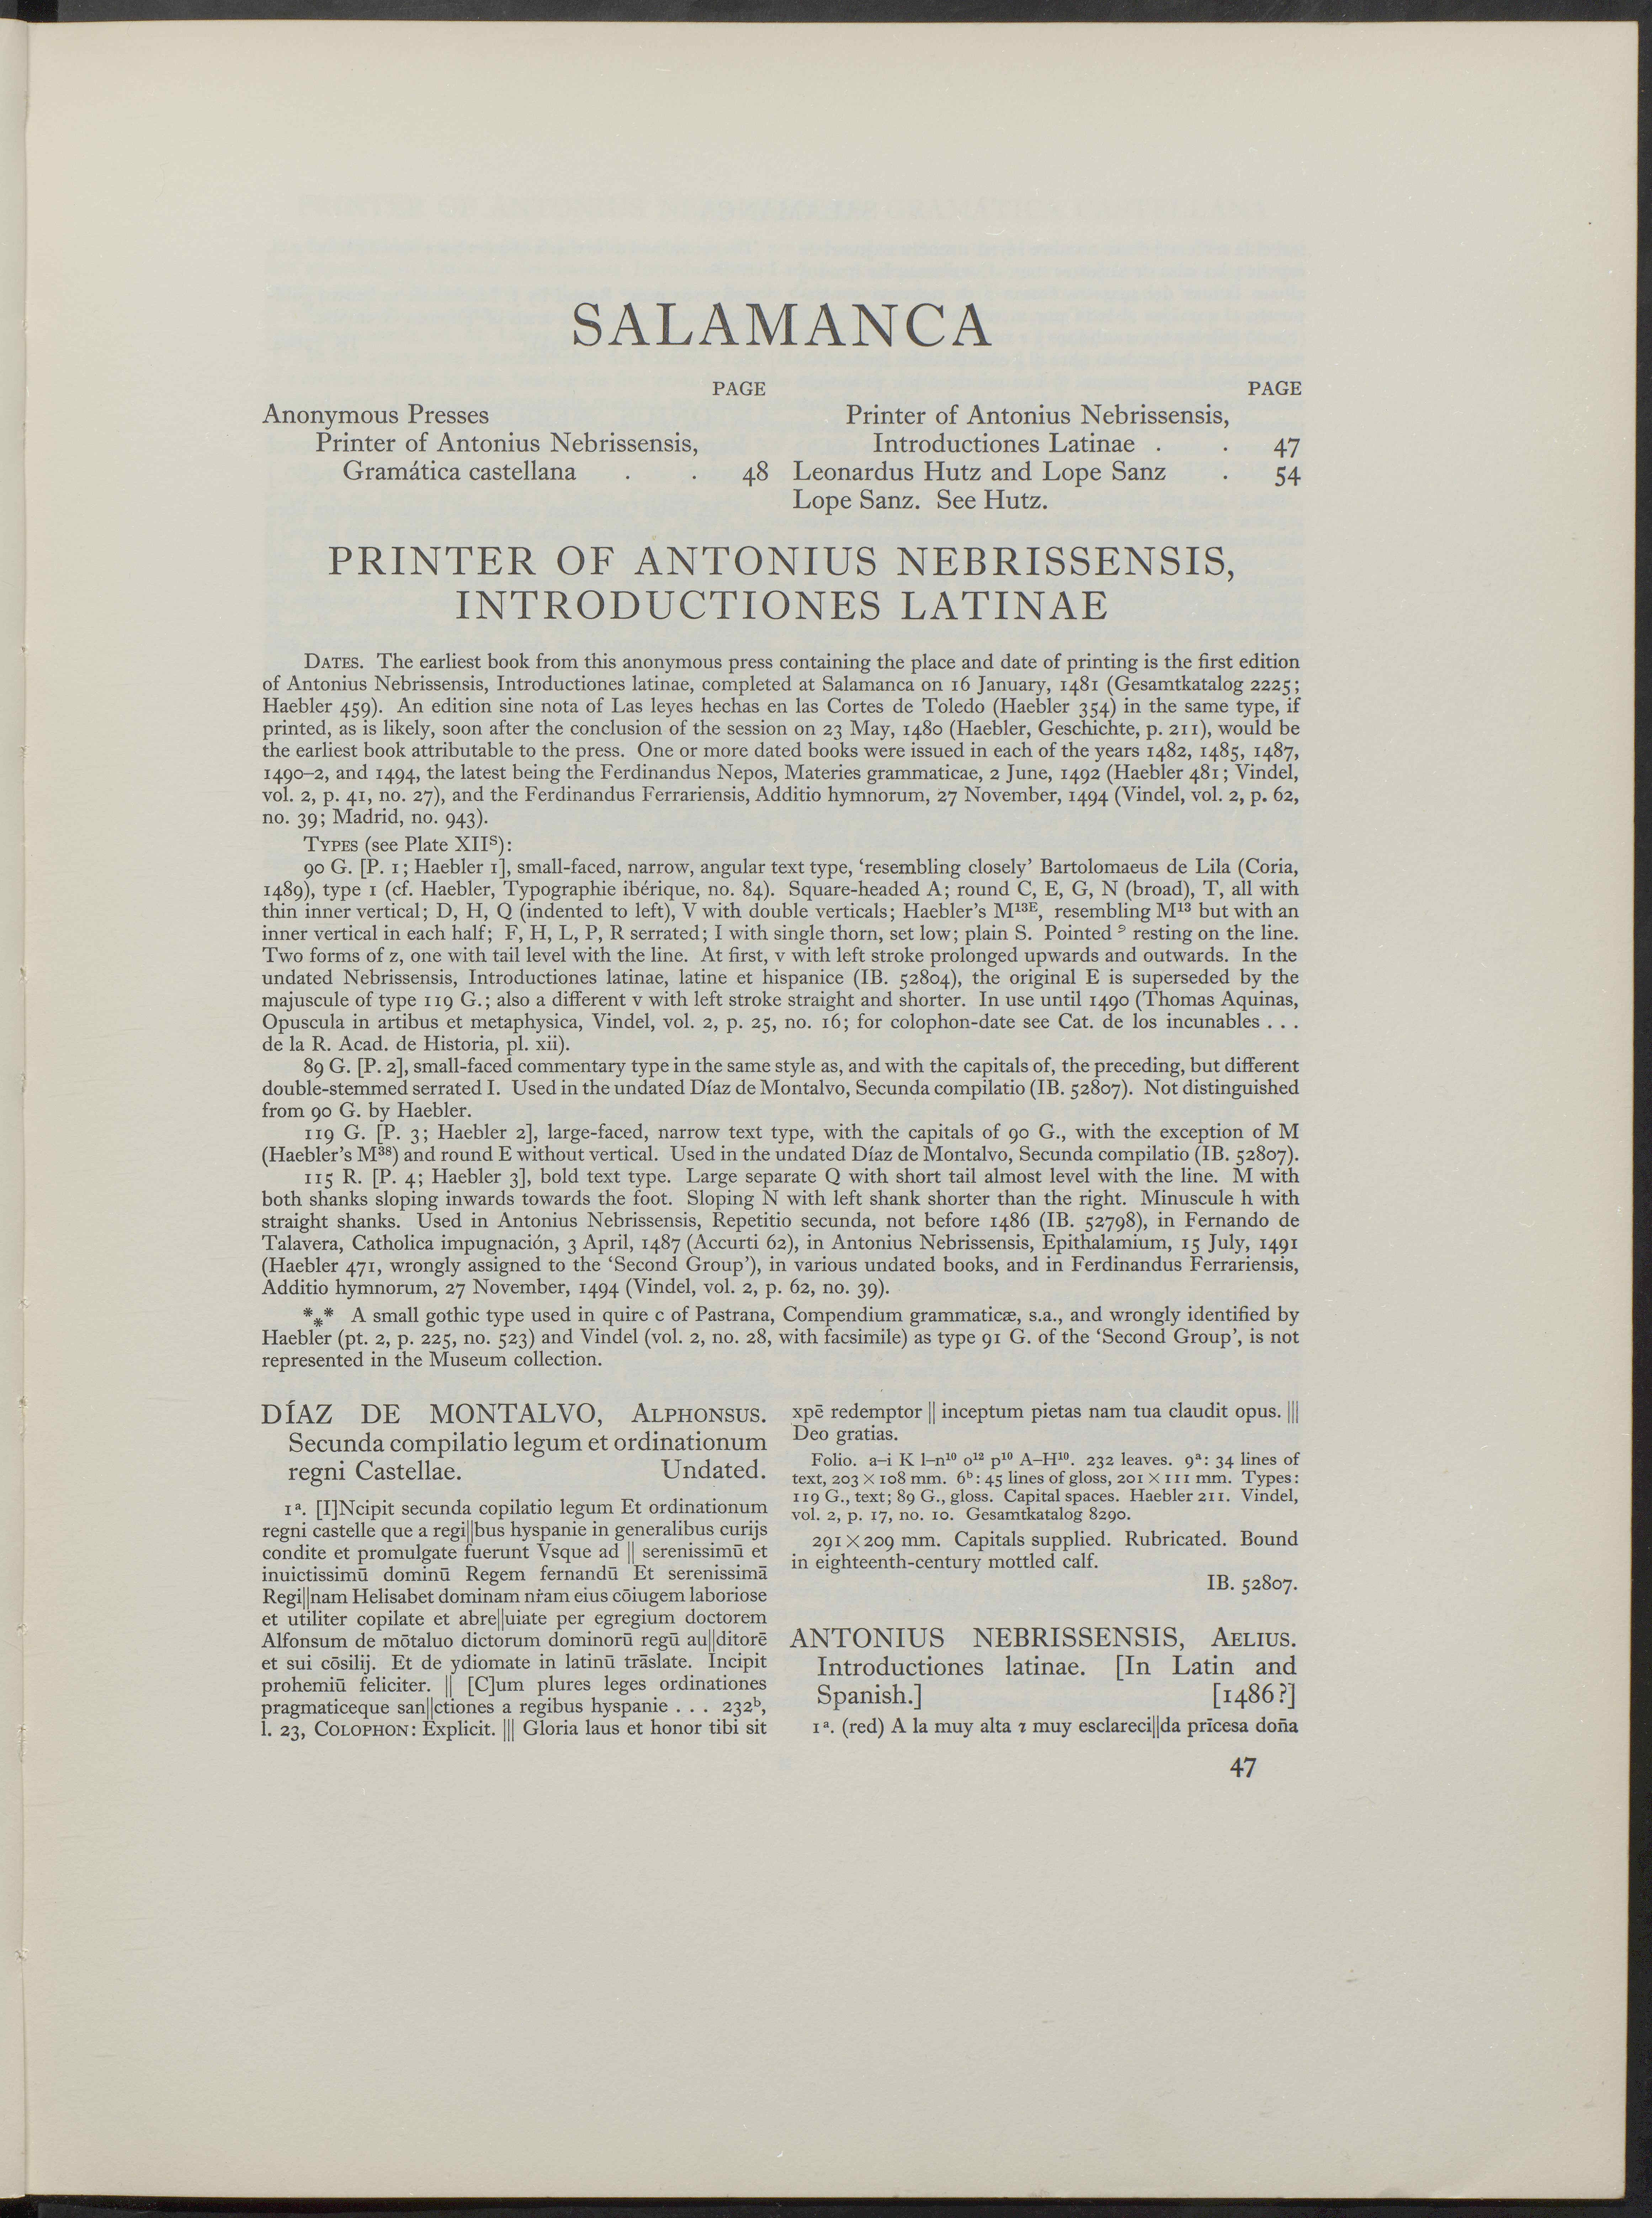 SALAMANCA
PAGE
Anonymous Presses
Printer of Antonius Nebrissensis,
Gramática castellana . . 48
PAGE
Printer of Antonius Nebrissensis,
Introductiones Latinae . . 47
Leonardus Hutz and Lope Sanz . 54
Lope Sanz. See Hutz.
PRINTER OF ANTONIUS NEBRISSENSIS,
INTRODUCTIONES LATINAE
DATES. The earliest book from this anonymous press containing the place and date of printing is the first edition
of Antonius Nebrissensis, Introductiones latinae, completed at Salamanca on 16 January, 1481 (Gesamtkatalog 2225;
Haebler 459). An edition sine nota of Las leyes hechas en las Cortes de Toledo (Haebler 354) in the same type, if
printed, as is likely, soon after the conclusion of the session on 23 May, 1480 (Haebler, Geschichte, p. 211), would be
the earliest book attributable to the press. One or more dated books were issued in each of the years 1482, 1485, 1487,
1490–2, and 1494, the latest being the Ferdinandus Nepos, Materies grammaticae, 2 June, 1492 (Haebler 481; Vindel,
vol. 2, p. 41, no. 27), and the Ferdinandus Ferrariensis, Additio hymnorum, 27 November, 1494 (Vindel, vol. 2, p. 62,
no. 39; Madrid, no. 943).
TYPES (see Plate XIIˢ):
90 G. [P. 1; Haebler 1], small-faced, narrow, angular text type, ‘resembling closely’ Bartolomaeus de Lila (Coria,
1489), type 1 (cf. Haebler, Typographie ibérique, no. 84). Square-headed A; round C, E, G, N (broad), T, all with
thin inner vertical; D, H, Q (indented to left), V with double verticals; Haebler’s M¹³ᴱ, resembling M¹³ but with an
inner vertical in each half; F, H, L, P, R serrated; I with single thorn, set low; plain S. Pointed ꝰ resting on the line.
Two forms of z, one with tail level with the line. At first, v with left stroke prolonged upwards and outwards. In the
undated Nebrissensis, Introductiones latinae, latine et hispanice (IB. 52804), the original E is superseded by the
majuscule of type 119 G.; also a different v with left stroke straight and shorter. In use until 1490 (Thomas Aquinas,
Opuscula in artibus et metaphysica, Vindel, vol. 2, p. 25, no. 16; for colophon-date see Cat. de los incunables . . .
de la R. Acad. de Historia, pl. xii).
89 G. [P. 2], small-faced commentary type in the same style as, and with the capitals of, the preceding, but different
double-stemmed serrated I. Used in the undated Díaz de Montalvo, Secunda compilatio (IB. 52807). Not distinguished
from 90 G. by Haebler.
119 G. [P. 3; Haebler 2], large-faced, narrow text type, with the capitals of 90 G., with the exception of M
(Haebler’s M³⁸) and round E without vertical. Used in the undated Díaz de Montalvo, Secunda compilatio (IB. 52807).
115 R. [P. 4; Haebler 3], bold text type. Large separate Q with short tail almost level with the line. M with
both shanks sloping inwards towards the foot. Sloping N with left shank shorter than the right. Minuscule h with
straight shanks. Used in Antonius Nebrissensis, Repetitio secunda, not before 1486 (IB. 52798), in Fernando de
Talavera, Catholica impugnación, 3 April, 1487 (Accurti 62), in Antonius Nebrissensis, Epithalamium, 15 July, 1491
(Haebler 471, wrongly assigned to the ‘Second Group’), in various undated books, and in Ferdinandus Ferrariensis,
Additio hymnorum, 27 November, 1494 (Vindel, vol. 2, p. 62, no. 39).
*⁎* A small gothic type used in quire c of Pastrana, Compendium grammaticæ, s.a., and wrongly identified by
Haebler (pt. 2, p. 225, no. 523) and Vindel (vol. 2, no. 28, with facsimile) as type 91 G. of the ‘Second Group’, is not
represented in the Museum collection.
DÍAZ DE MONTALVO, ALPHONSUS.
Secunda compilatio legum et ordinationum
regni Castellae. Undated.
1ᵃ. [I]Ncipit secunda copilatio legum Et ordinationum
regni castelle que a regi||bus hyspanie in generalibus curijs
condite et promulgate fuerunt Vsque ad || serenissimū et
inuictissimū dominū Regem fernandū Et serenissimā
Regi||nam Helisabet dominam nr̄am eius cōiugem laboriose
et utiliter copilate et abre||uiate per egregium doctorem
Alfonsum de mōtaluo dictorum dominorū regū au||ditorē
et sui cōsilij. Et de ydiomate in latinū trāslate. Incipit
prohemiū feliciter. || [C]um plures leges ordinationes
pragmaticeque san||ctiones a regibus hyspanie . . . 232ᵇ,
l. 23, COLOPHON: Explicit. ||| Gloria laus et honor tibi sit
xpē redemptor || inceptum pietas nam tua claudit opus. |||
Deo gratias.
Folio. a–i K l–n¹⁰ o¹² p¹⁰ A–H¹⁰. 232 leaves. 9ᵃ: 34 lines of
text, 203 × 108 mm. 6ᵇ: 45 lines of gloss, 201 × 111 mm. Types:
119 G., text; 89 G., gloss. Capital spaces. Haebler 211. Vindel,
vol. 2, p. 17, no. 10. Gesamtkatalog 8290.
291 × 209 mm. Capitals supplied. Rubricated. Bound
in eighteenth-century mottled calf.
IB. 52807.
ANTONIUS NEBRISSENSIS, AELIUS.
Introductiones latinae. [In Latin and
Spanish.] [1486?]
1ᵃ. (red) A la muy alta ⁊ muy esclareci||da prīcesa doña
47